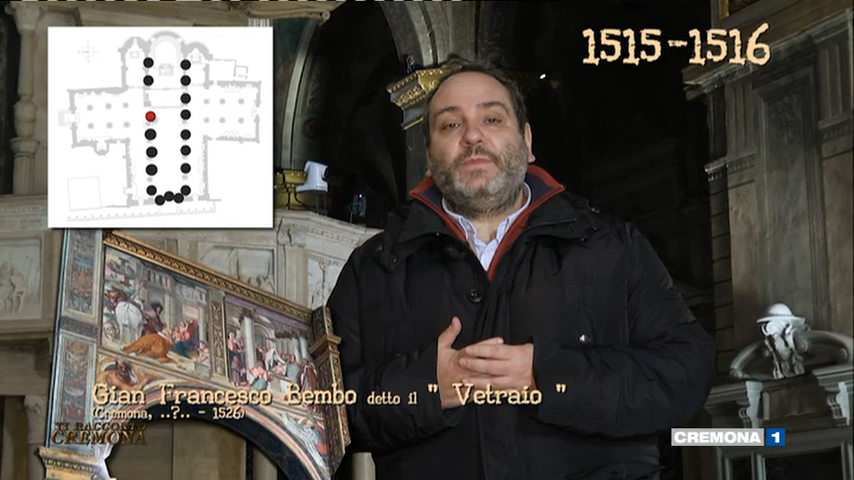 1515-1516
Gian Francesco Bembo detto il " Vetraio "
(Cremona, ..?.. - 1526)
TI RACCONTO
CREMONA
CREMONA 1